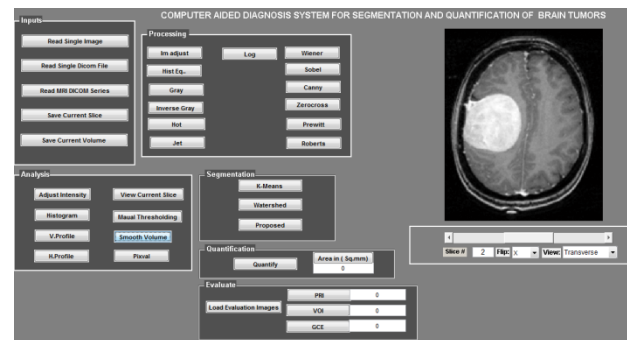 COMPUTER AIDED DIAGNOSIS SYSTEM FOR SEGMENTATION AND QUANTIFICATION OF BRAIN TUMORS
Inputs
Read Single Image
Read Single Dicom File
Read MRI DICOM Series
Save Current Slice
Save Current Volume
Processing
Im adjust
Log
Wiener
Hist Eq..
Sobel
Gray
Canny
Inverse Gray
Zerocross
Hot
Prewitt
Jet
Roberts
Analysis
Adjust Intensity
View Current Slice
Histogram
Maual Thresholding
V.Profile
Smooth Volume
H.Profile
Pixval
Segmentation
K-Means
Watershed
Proposed
Quantification
Quantify
Area in ( Sq.mm)
0
Evaluate
Load Evaluation Images
PRI 0
VOI 0
GCE 0
Slice # 2 Flip: x View: Transverse